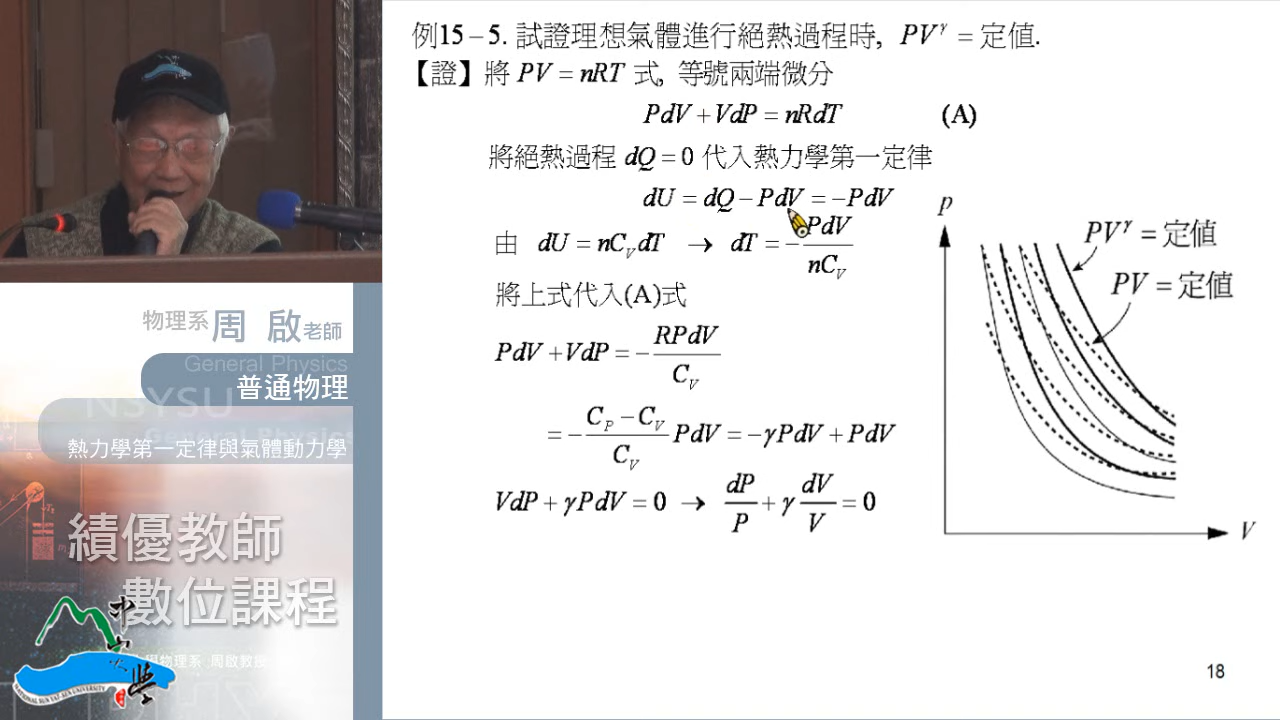 例15－5. 試證理想氣體進行絕熱過程時, PV^γ = 定值.
【證】將 PV = nRT 式, 等號兩端微分
PdV + VdP = nRdT (A)
將絕熱過程 dQ = 0 代入熱力學第一定律
dU = dQ − PdV = −PdV
由 dU = nC_V dT → dT = −PdV/nC_V
將上式代入(A)式
PdV + VdP = −RPdV/C_V
= −(C_P − C_V)/C_V PdV = −γPdV + PdV
VdP + γPdV = 0 → dP/P + γ dV/V = 0
p
PV^γ = 定值
PV = 定值
V
18
物理系周 啟老師
General Physics
普通物理
NSYSU
General Physics
熱力學第一定律與氣體動力學
績優教師
數位課程
物理系 周啟教授
NATIONAL SUN YAT-SEN UNIVERSITY
中山大學